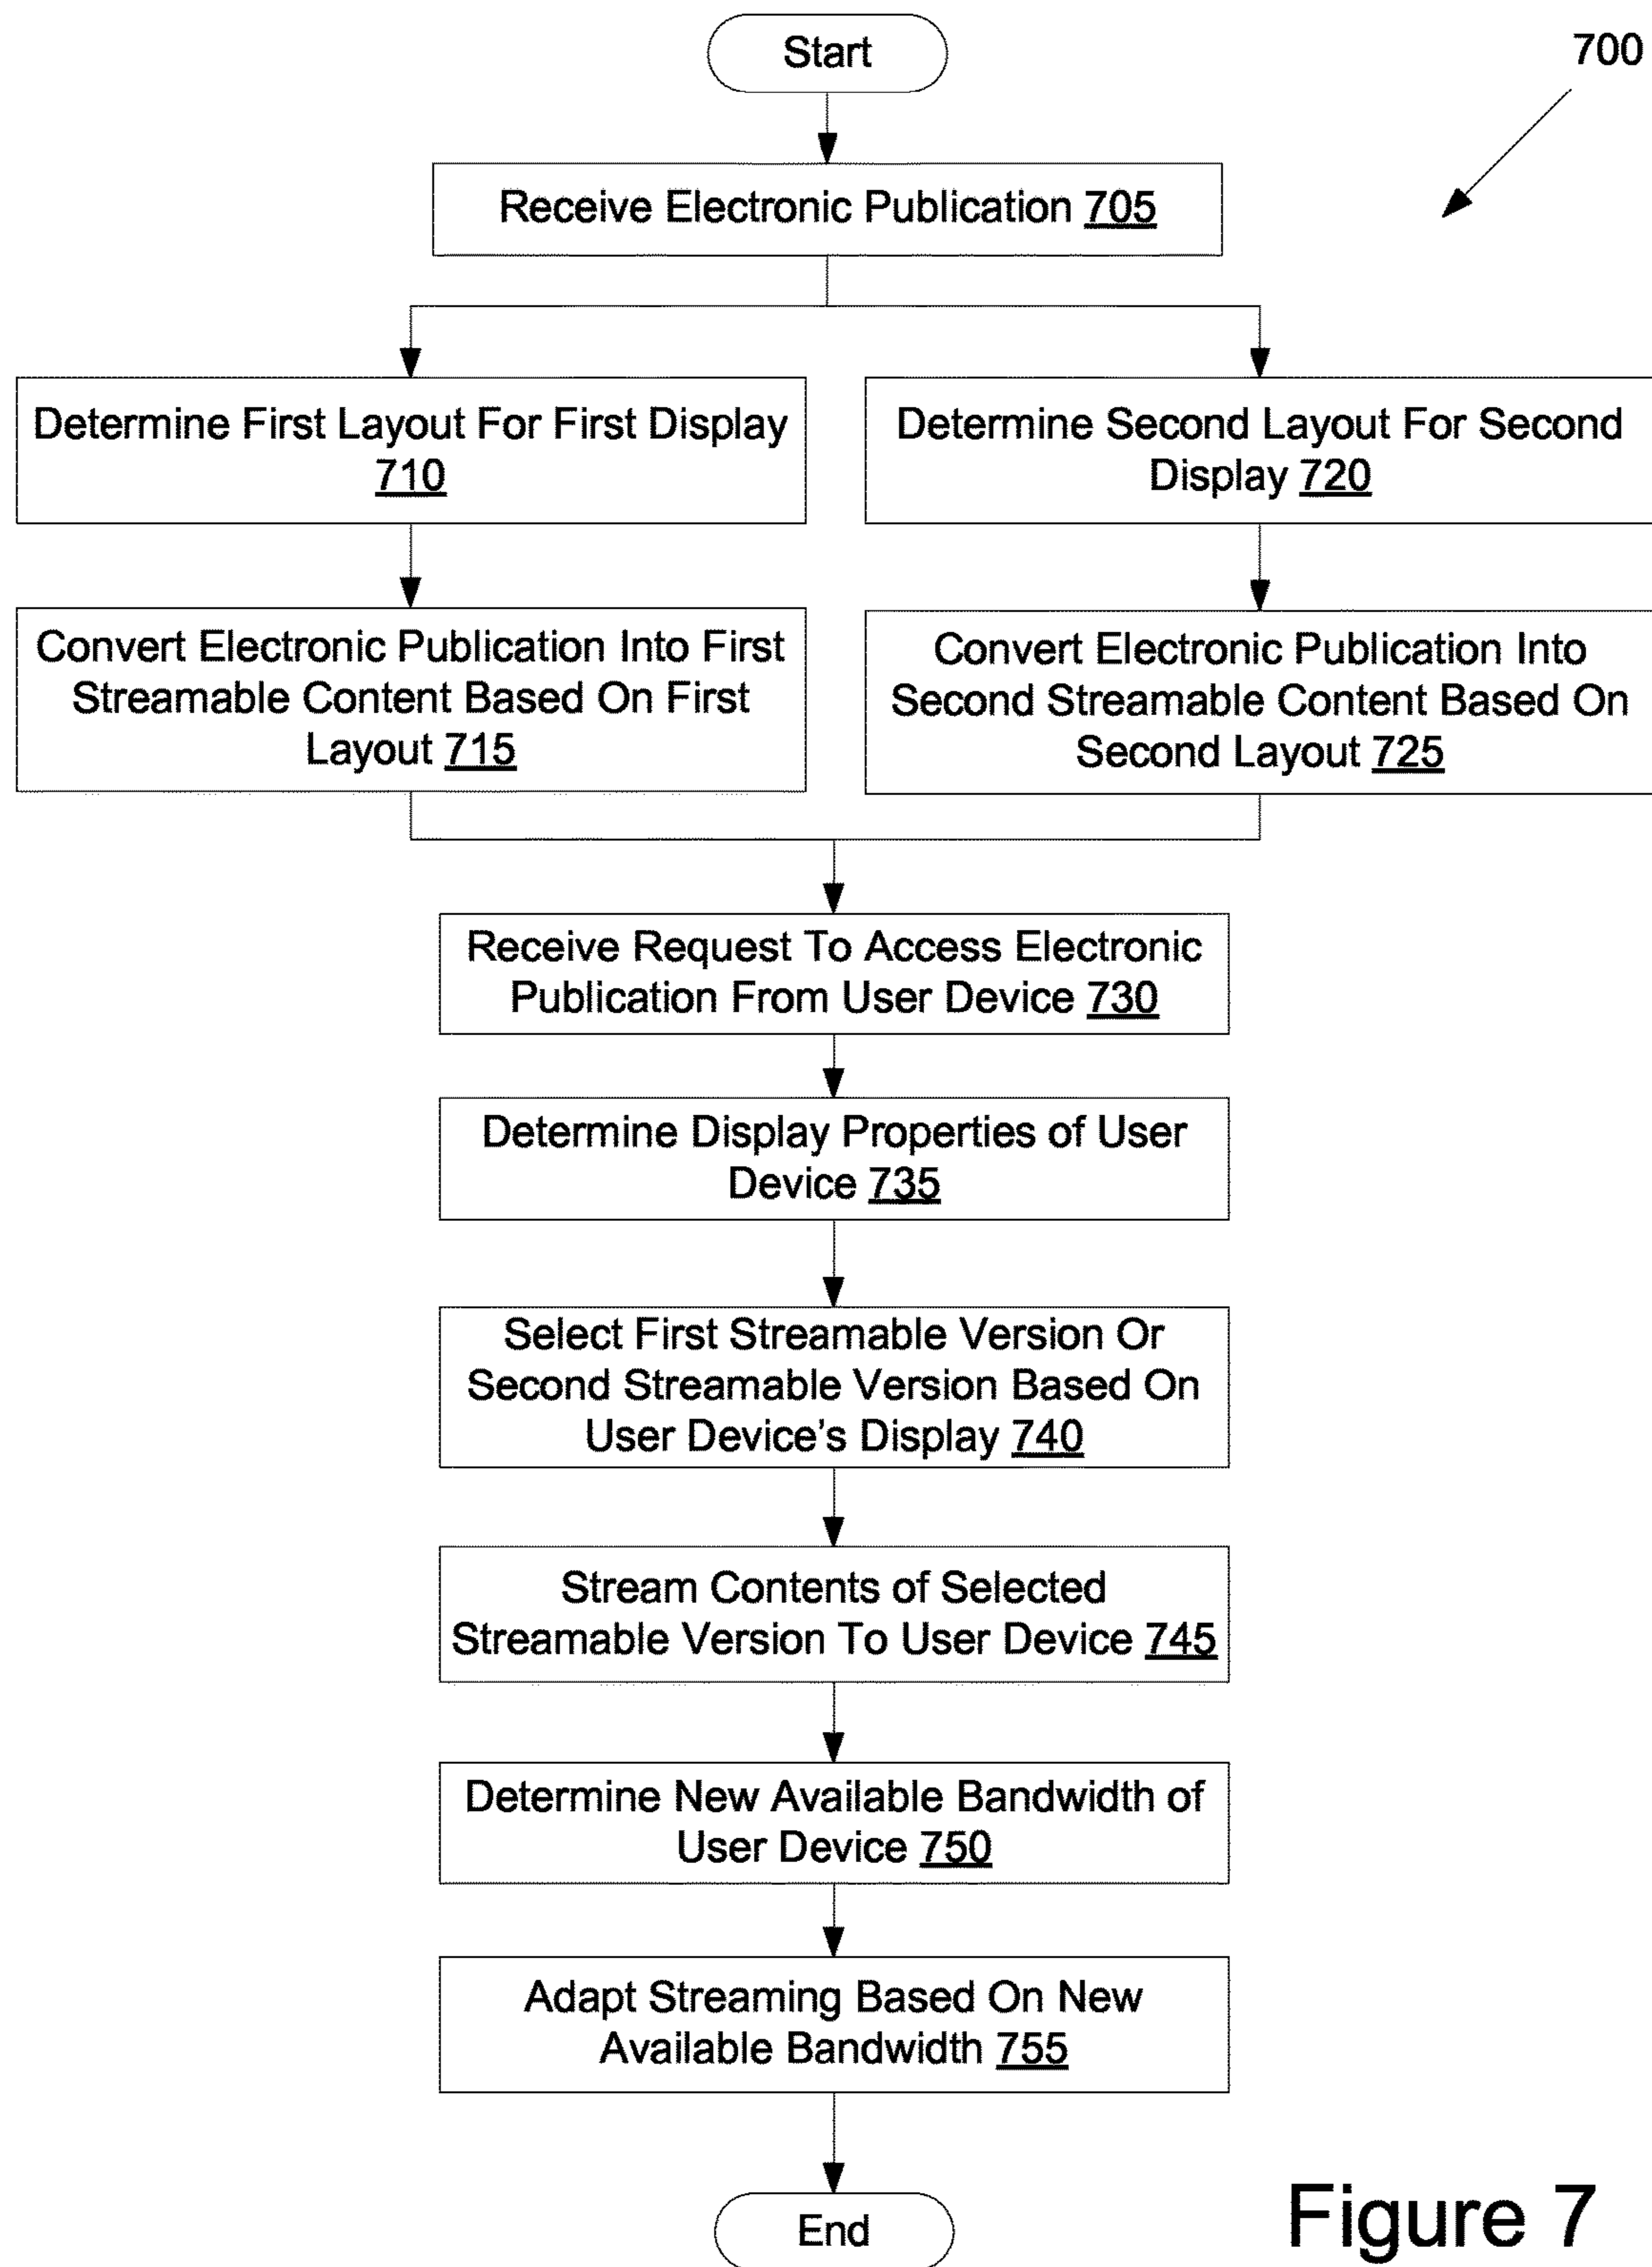 Start
700
Receive Electronic Publication 705
Determine First Layout For First Display
710
Determine Second Layout For Second
Display 720
Convert Electronic Publication Into First
Streamable Content Based On First
Layout 715
Convert Electronic Publication Into
Second Streamable Content Based On
Second Layout 725
Receive Request To Access Electronic
Publication From User Device 730
Determine Display Properties of User
Device 735
Select First Streamable Version Or
Second Streamable Version Based On
User Device's Display 740
Stream Contents of Selected
Streamable Version To User Device 745
Determine New Available Bandwidth of
User Device 750
Adapt Streaming Based On New
Available Bandwidth 755
End
Figure 7